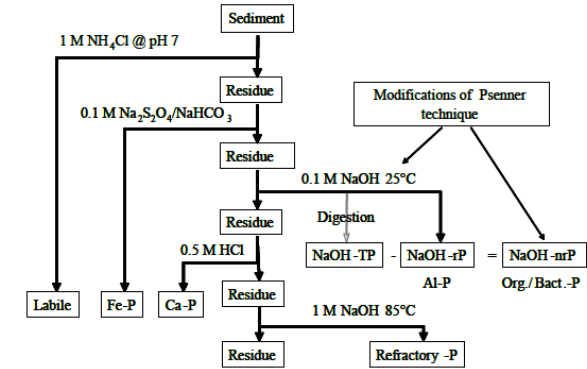 Sediment
1 M NH4Cl @ pH 7
Residue
Modifications of Psenner
technique
0.1 M Na2S2O4/NaHCO3
Residue
0.1 M NaOH 25°C
Residue
Digestion
0.5 M HCl
NaOH-TP - NaOH-rP = NaOH-nrP
Al-P
Org./Bact.-P
Residue
Labile
Fe-P
Ca-P
1 M NaOH 85°C
Residue
Refractory -P